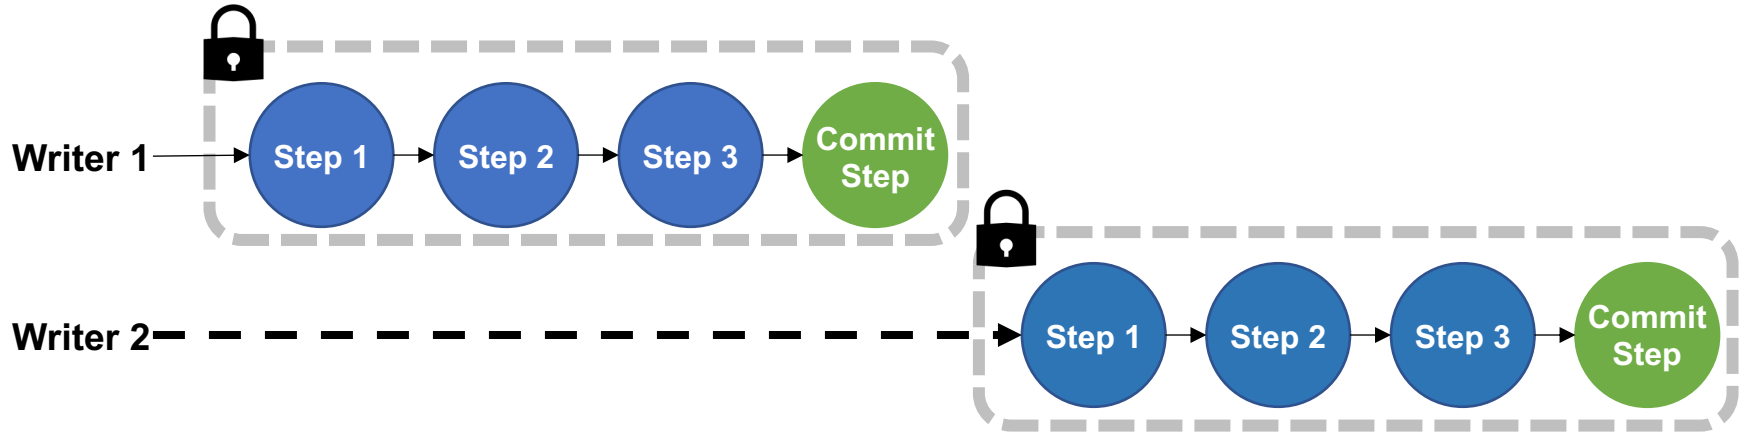 Writer 1
Step 1
Step 2
Step 3
Commit
Step
Writer 2
Step 1
Step 2
Step 3
Commit
Step